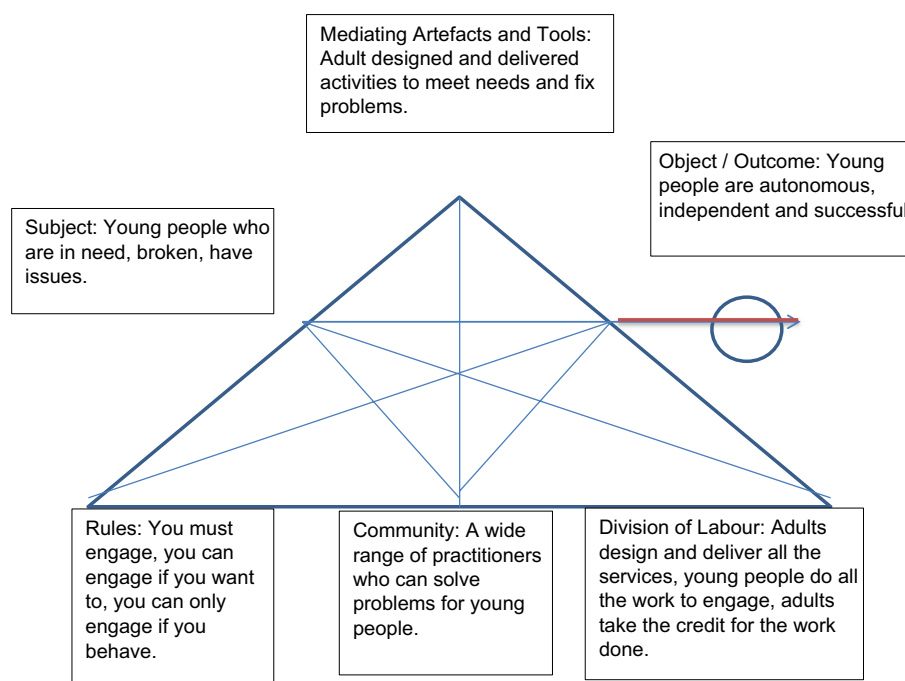 Mediating Artefacts and Tools:
Adult designed and delivered
activities to meet needs and fix
problems.
Object / Outcome: Young
people are autonomous,
independent and successful
Subject: Young people who
are in need, broken, have
issues.
Rules: You must
engage, you can
engage if you want
to, you can only
engage if you
behave.
Community: A wide
range of practitioners
who can solve
problems for young
people.
Division of Labour: Adults
design and deliver all the
services, young people do all
the work to engage, adults
take the credit for the work
done.